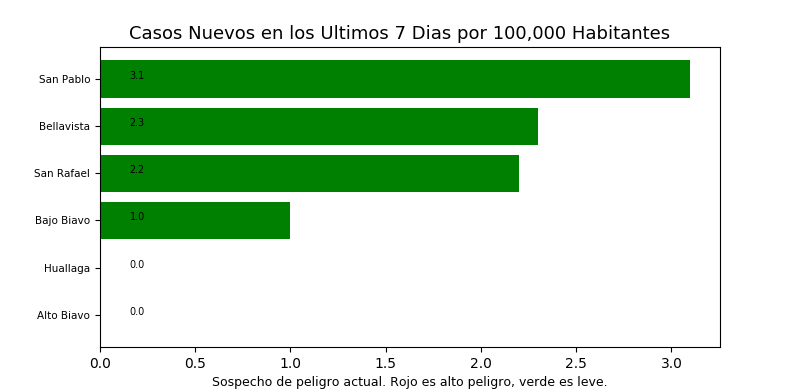 Casos Nuevos en los Ultimos 7 Dias por 100,000 Habitantes
San Pablo 3.1
Bellavista 2.3
San Rafael 2.2
Bajo Biavo 1.0
Huallaga 0.0
Alto Biavo 0.0
0.0 0.5 1.0 1.5 2.0 2.5 3.0
Sospecho de peligro actual. Rojo es alto peligro, verde es leve.